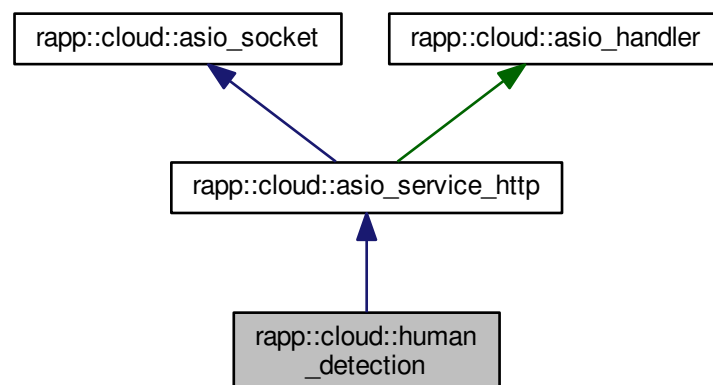 rapp::cloud::asio_socket
rapp::cloud::asio_handler
rapp::cloud::asio_service_http
rapp::cloud::human
_detection